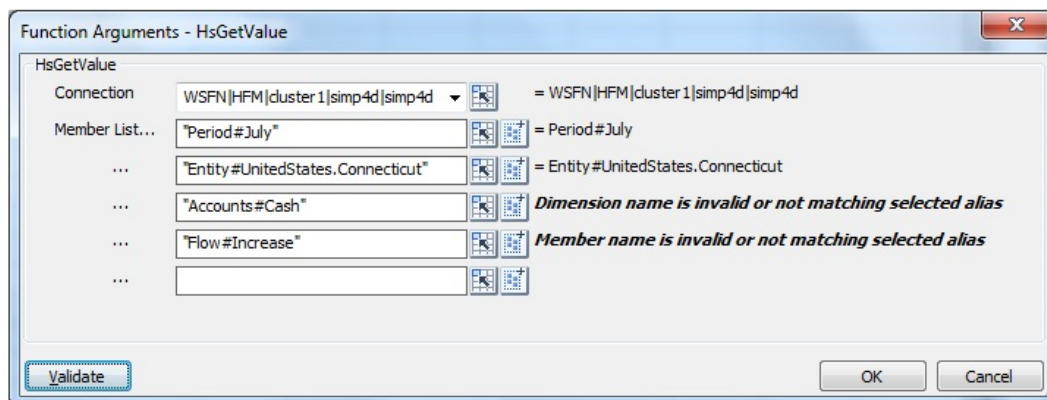 Function Arguments - HsGetValue
HsGetValue
Connection WSFN|HFM|cluster1|simp4d|simp4d = WSFN|HFM|cluster1|simp4d|simp4d
Member List... "Period#July" = Period#July
... "Entity#UnitedStates.Connecticut" = Entity#UnitedStates.Connecticut
... "Accounts#Cash" Dimension name is invalid or not matching selected alias
... "Flow#Increase" Member name is invalid or not matching selected alias
...
Validate OK Cancel